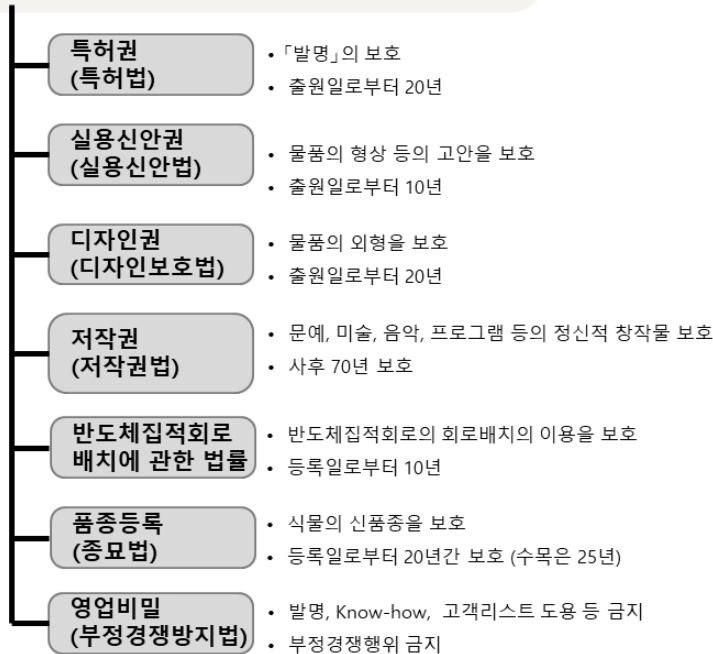 특허권
(특허법)
• 「발명」의 보호
• 출원일로부터 20년
실용신안권
(실용신안법)
• 물품의 형상 등의 고안을 보호
• 출원일로부터 10년
디자인권
(디자인보호법)
• 물품의 외형을 보호
• 출원일로부터 20년
저작권
(저작권법)
• 문예, 미술, 음악, 프로그램 등의 정신적 창작물 보호
• 사후 70년 보호
반도체집적회로
배치에 관한 법률
• 반도체집적회로의 회로배치의 이용을 보호
• 등록일로부터 10년
품종등록
(종묘법)
• 식물의 신품종을 보호
• 등록일로부터 20년간 보호 (수목은 25년)
영업비밀
(부정경쟁방지법)
• 발명, Know-how, 고객리스트 도용 등 금지
• 부정경쟁행위 금지